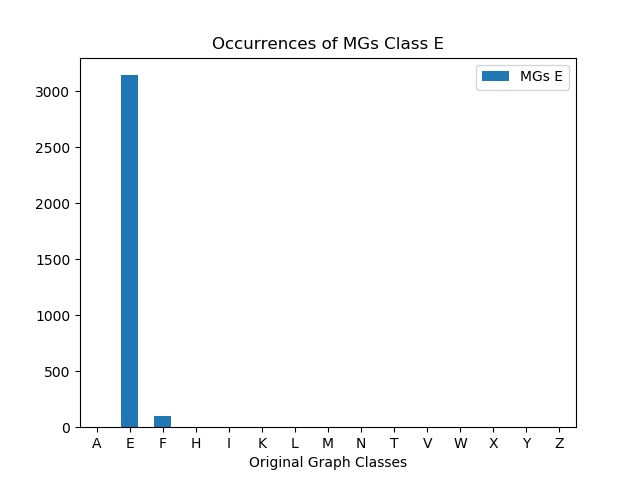 Occurrences of MGs Class E
MGs E
3000
2500
2000
1500
1000
500
0
A E F H I K L M N T V W X Y Z
Original Graph Classes